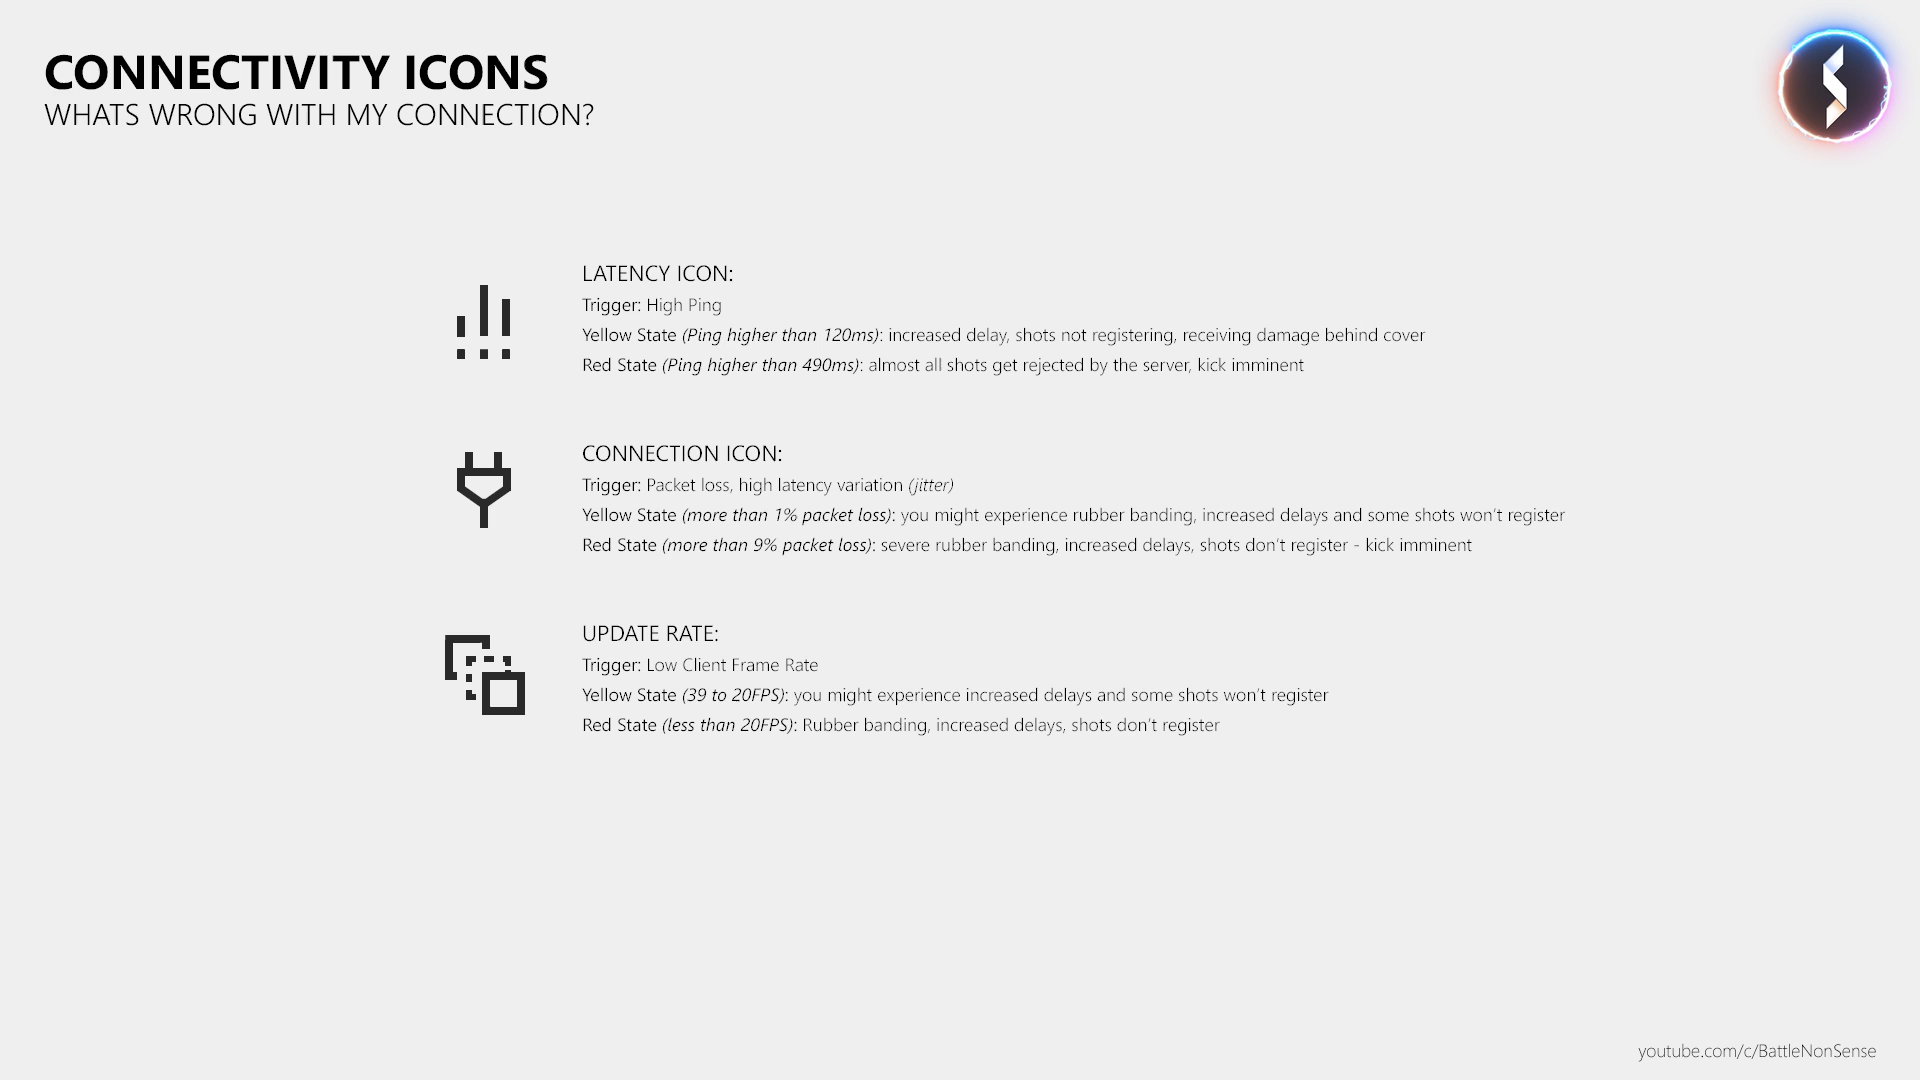 CONNECTIVITY ICONS
WHATS WRONG WITH MY CONNECTION?
LATENCY ICON:
Trigger: High Ping
Yellow State (Ping higher than 120ms): increased delay, shots not registering, receiving damage behind cover
Red State (Ping higher than 490ms): almost all shots get rejected by the server, kick imminent
CONNECTION ICON:
Trigger: Packet loss, high latency variation (jitter)
Yellow State (more than 1% packet loss): you might experience rubber banding, increased delays and some shots won't register
Red State (more than 9% packet loss): severe rubber banding, increased delays, shots don't register - kick imminent
UPDATE RATE:
Trigger: Low Client Frame Rate
Yellow State (39 to 20FPS): you might experience increased delays and some shots won't register
Red State (less than 20FPS): Rubber banding, increased delays, shots don't register
youtube.com/c/BattleNonSense